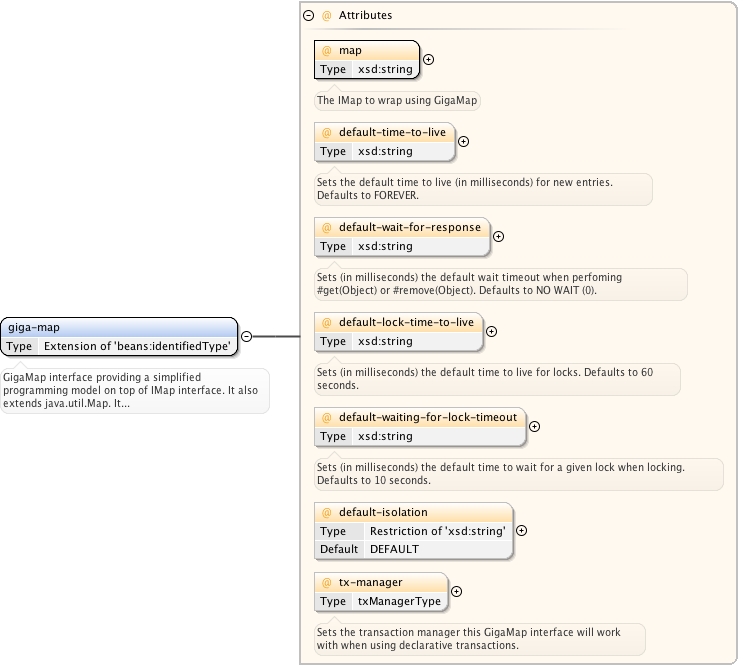 @ Attributes
@ map
Type xsd:string
The IMap to wrap using GigaMap
@ default-time-to-live
Type xsd:string
Sets the default time to live (in milliseconds) for new entries.
Defaults to FOREVER.
@ default-wait-for-response
Type xsd:string
Sets (in milliseconds) the default wait timeout when perfoming
#get(Object) or #remove(Object). Defaults to NO WAIT (0).
giga-map
Type Extension of 'beans:identifiedType'
GigaMap interface providing a simplified
programming model on top of IMap interface. It also
extends java.util.Map. It...
@ default-lock-time-to-live
Type xsd:string
Sets (in milliseconds) the default time to live for locks. Defaults to 60
seconds.
@ default-waiting-for-lock-timeout
Type xsd:string
Sets (in milliseconds) the default time to wait for a given lock when locking.
Defaults to 10 seconds.
@ default-isolation
Type Restriction of 'xsd:string'
Default DEFAULT
@ tx-manager
Type txManagerType
Sets the transaction manager this GigaMap interface will work
with when using declarative transactions.